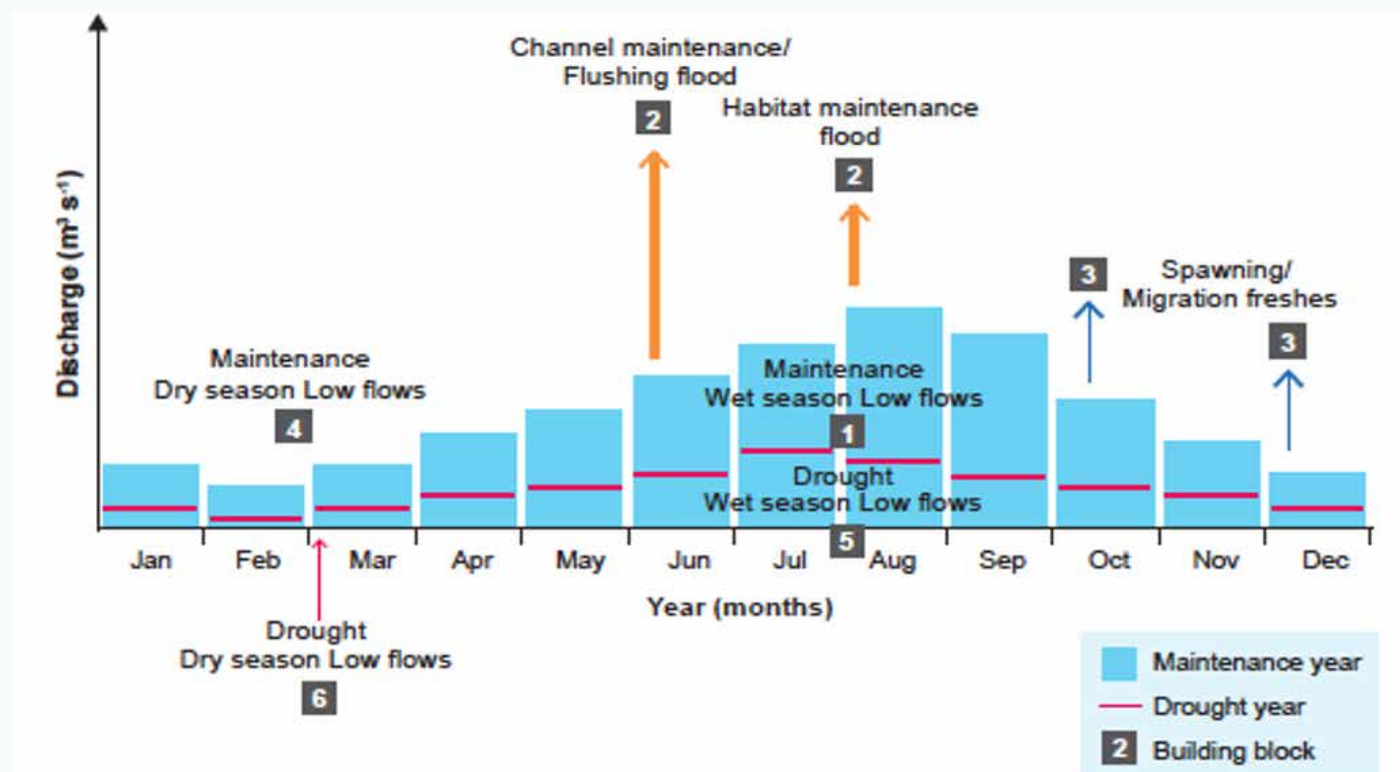 Channel maintenance/
Flushing flood
2
Habitat maintenance
flood
2
3
Spawning/
Migration freshes
3
Discharge (m³ s⁻¹)
Maintenance
Dry season Low flows
4
Maintenance
Wet season Low flows
1
Drought
Wet season Low flows
5
Jan Feb Mar Apr May Jun Jul Aug Sep Oct Nov Dec
Year (months)
Drought
Dry season Low flows
6
Maintenance year
Drought year
2 Building block